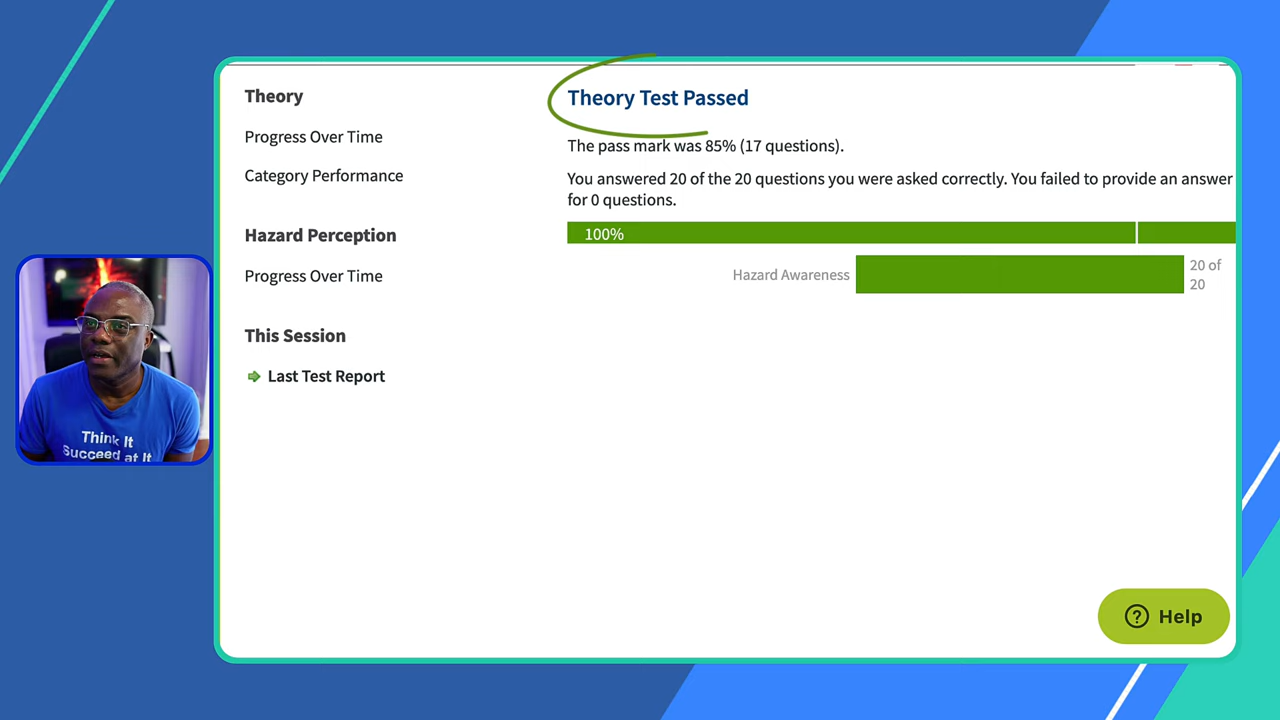 Theory
Progress Over Time
Category Performance
Hazard Perception
Progress Over Time
This Session
Last Test Report
Theory Test Passed
The pass mark was 85% (17 questions).
You answered 20 of the 20 questions you were asked correctly. You failed to provide an answer
for 0 questions.
100%
Hazard Awareness
20 of
20
Think It
Succeed at It
Help